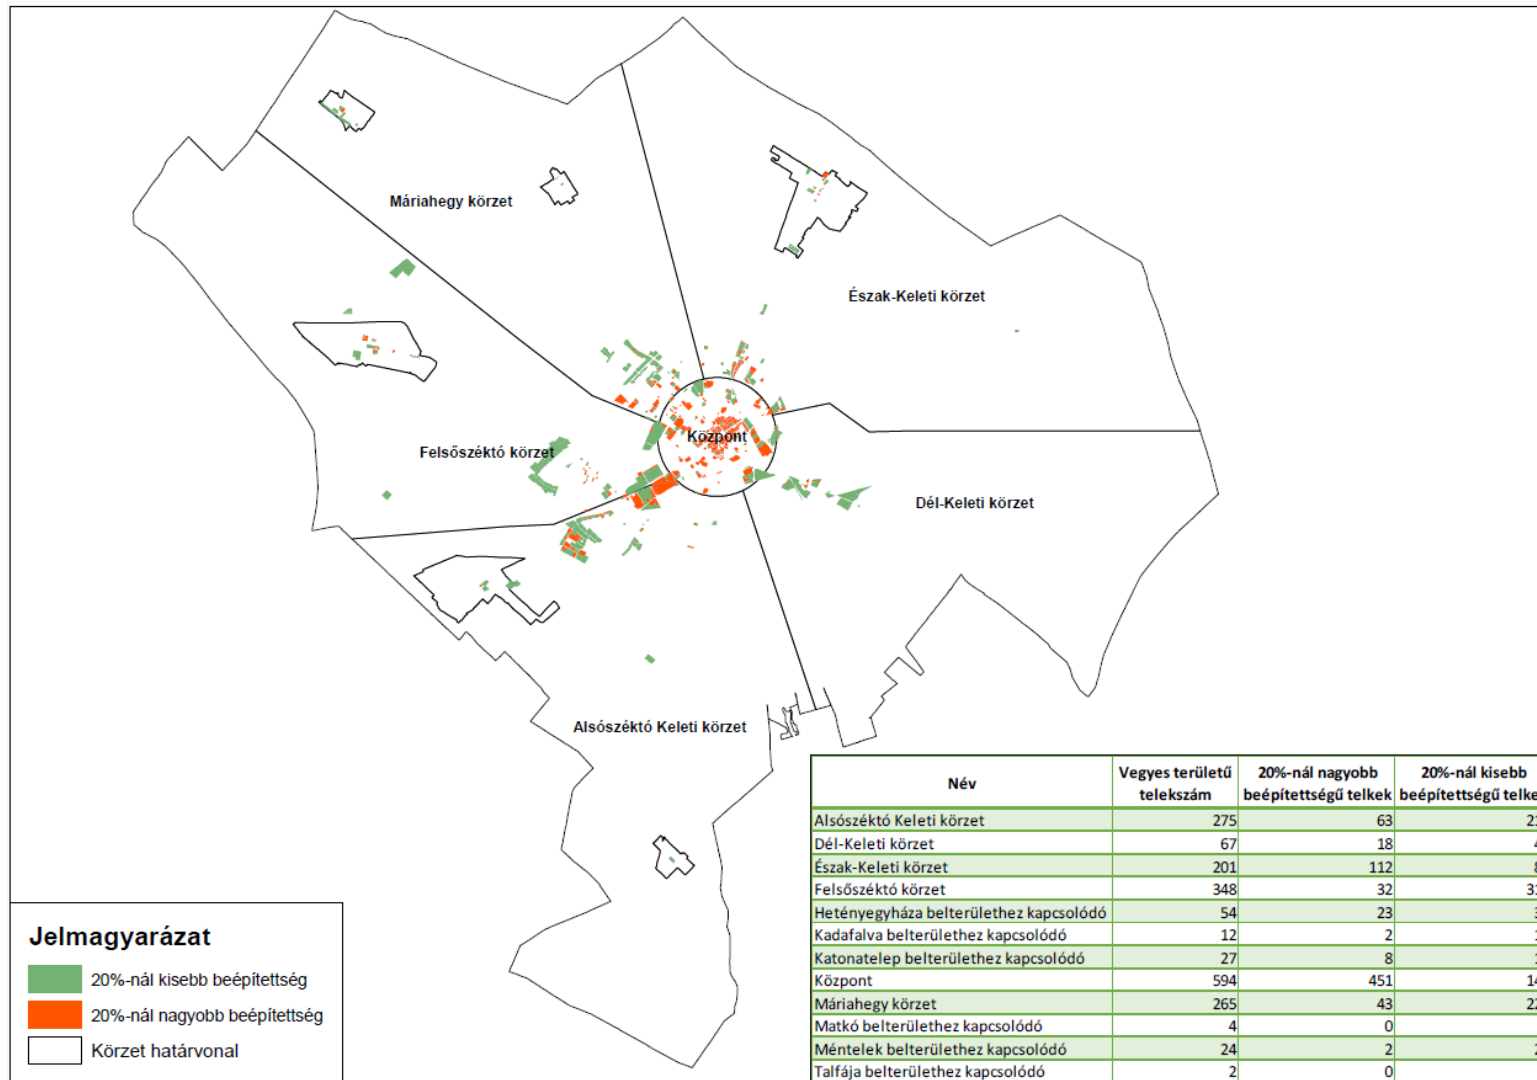 Máriahegy körzet
Észak-Keleti körzet
Központ
Felsőszéktó körzet
Dél-Keleti körzet
Alsószéktó Keleti körzet
Név Vegyes területű telekszám 20%-nál nagyobb beépítettségű telkek 20%-nál kisebb beépítettségű
Alsószéktó Keleti körzet 275 63
Dél-Keleti körzet 67 18
Észak-Keleti körzet 201 112
Felsőszéktó körzet 348 32
Hetényegyháza belterülethez kapcsolódó 54 23
Kadafalva belterülethez kapcsolódó 12 2
Katonatelep belterülethez kapcsolódó 27 8
Központ 594 451
Máriahegy körzet 265 43
Matkó belterülethez kapcsolódó 4 0
Méntelek belterülethez kapcsolódó 24 2
Talfája belterülethez kapcsolódó 2 0
Jelmagyarázat
20%-nál kisebb beépítettség
20%-nál nagyobb beépítettség
Körzet határvonal